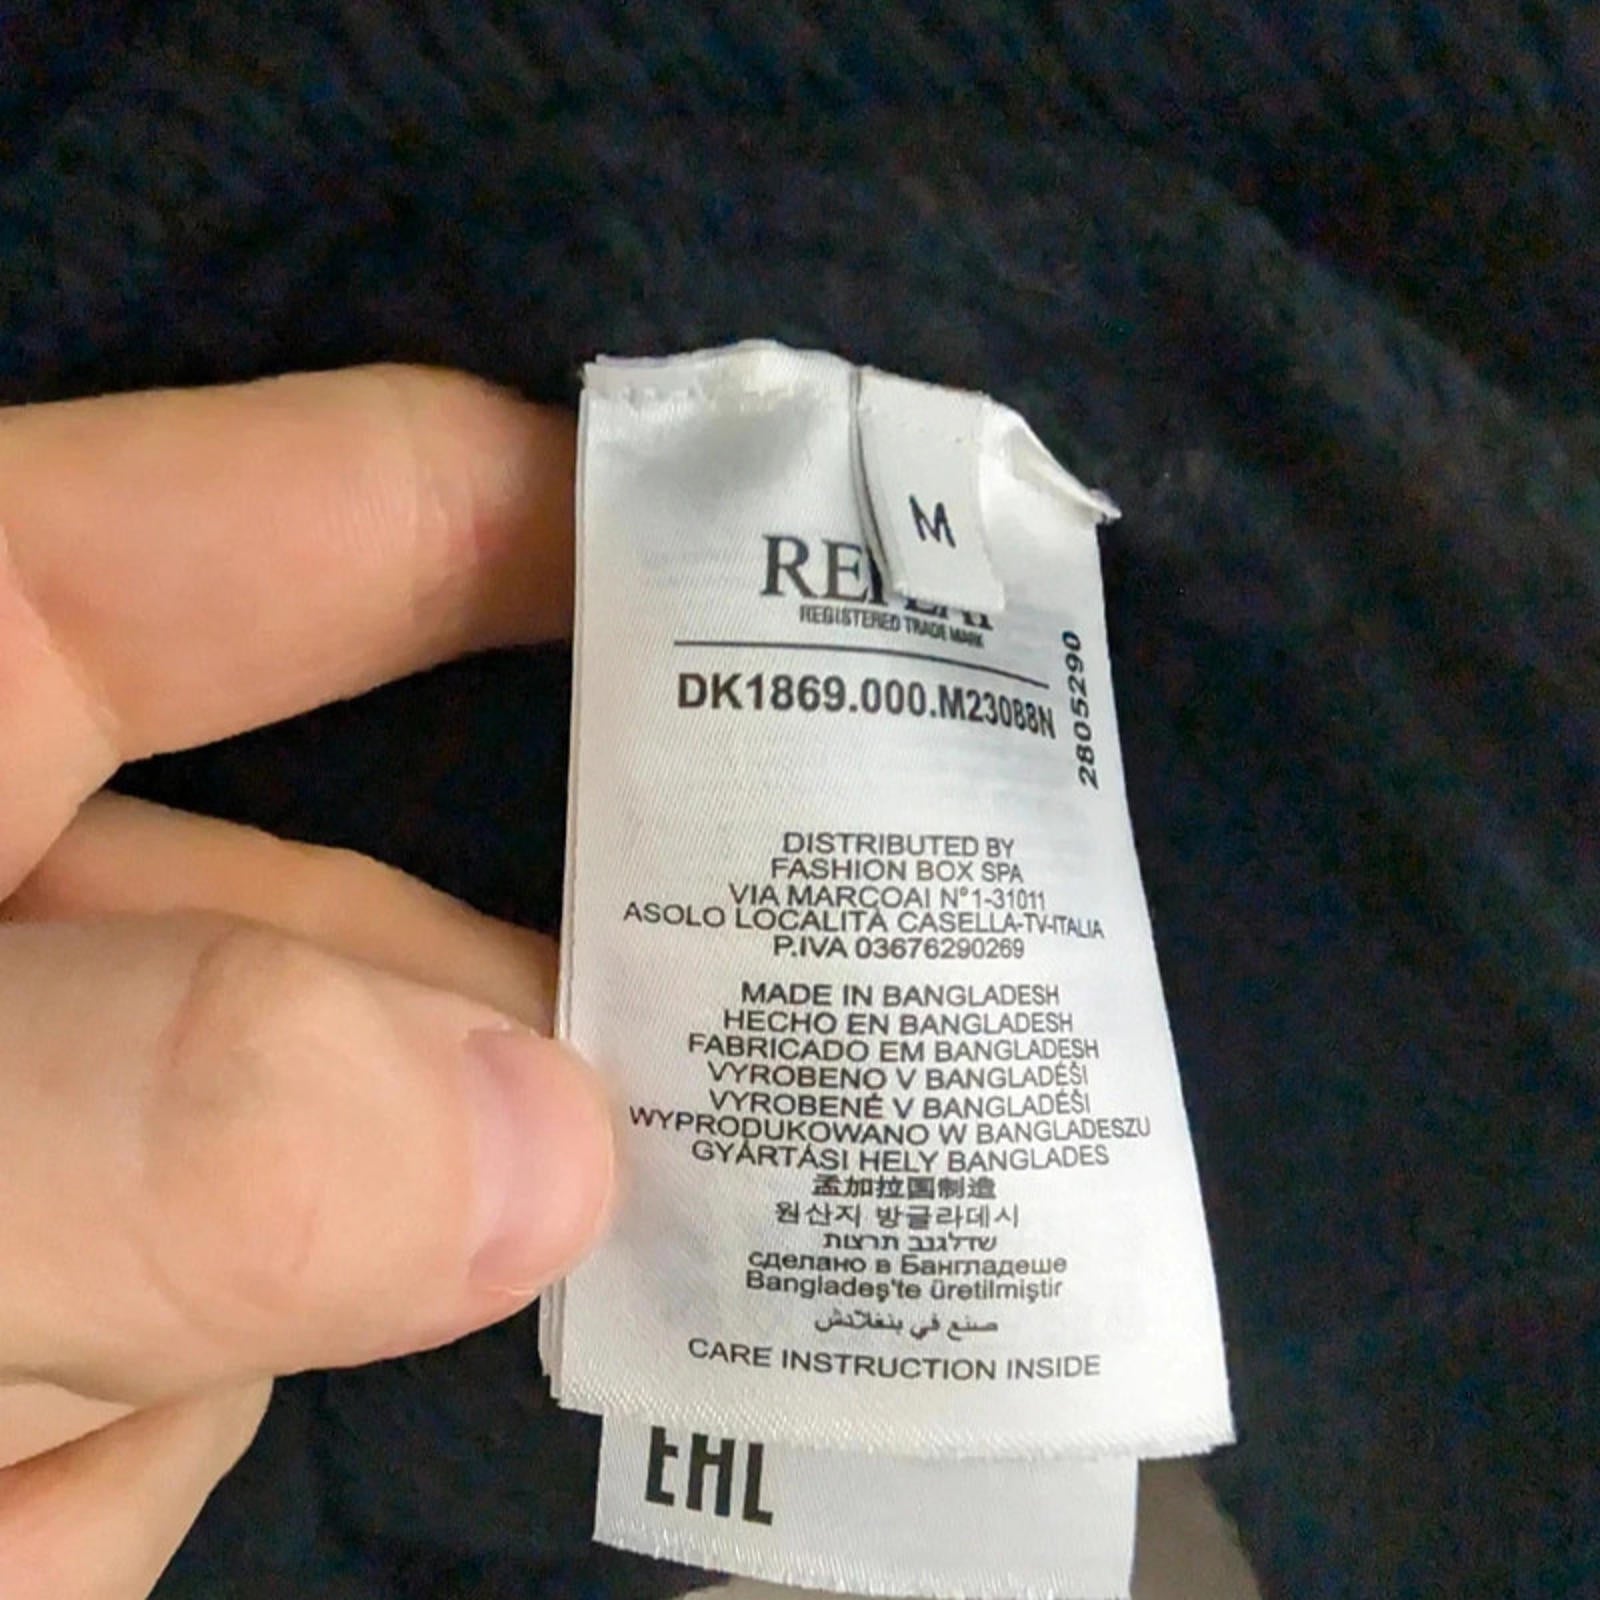 M
REGISTERED TRADE MARK
DK1869.000.M23088N
2805290
DISTRIBUTED BY
FASHION BOX SPA
VIA MARCOAI N°1-31011
ASOLO LOCALITÀ CASELLA-TV-ITALIA
P.IVA 03676290269
MADE IN BANGLADESH
HECHO EN BANGLADESH
FABRICADO EM BANGLADESH
VYROBENO V BANGLADÉŠI
VYROBENÉ V BANGLADÉŠI
WYPRODUKOWANO W BANGLADESZU
GYÁRTÁSI HELY BANGLADES
孟加拉国制造
원산지 방글라데시
שדלגנב תרצות
сделано в Бангладеше
Bangladeş'te üretilmiştir
صنع في بنغلادش
CARE INSTRUCTION INSIDE